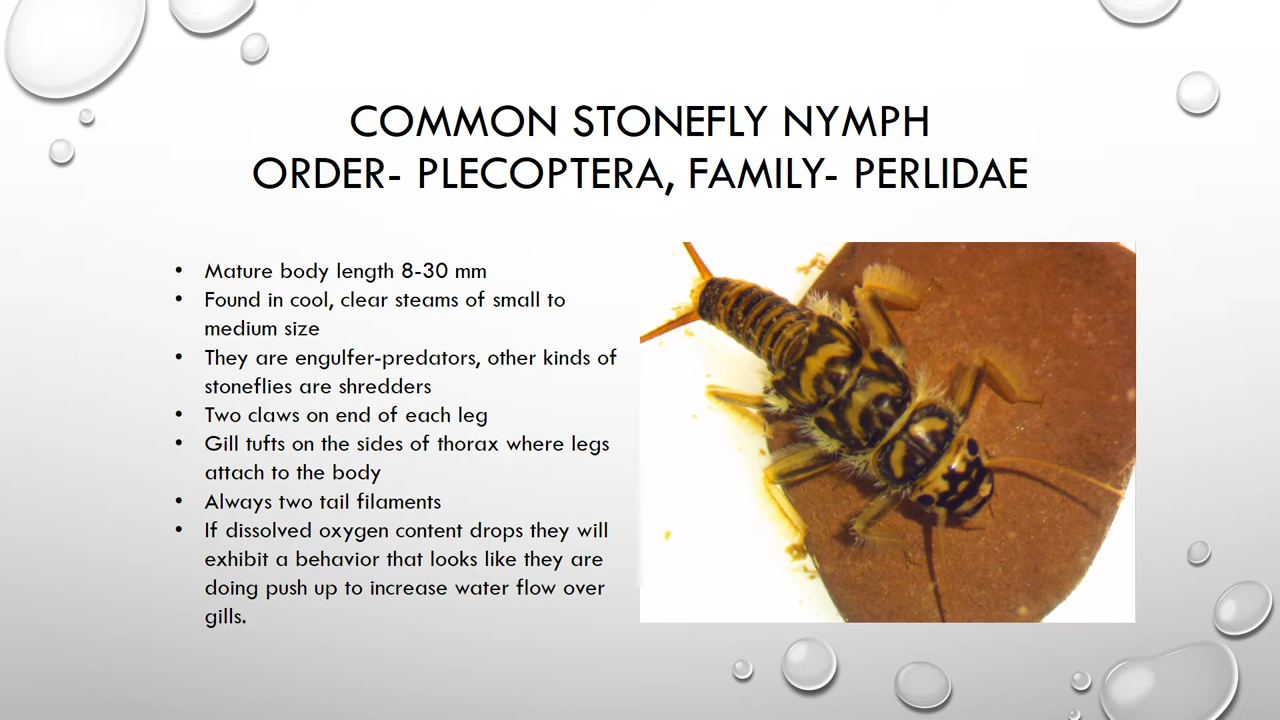 COMMON STONEFLY NYMPH
ORDER- PLECOPTERA, FAMILY- PERLIDAE
• Mature body length 8-30 mm
• Found in cool, clear steams of small to
medium size
• They are engulfer-predators, other kinds of
stoneflies are shredders
• Two claws on end of each leg
• Gill tufts on the sides of thorax where legs
attach to the body
• Always two tail filaments
• If dissolved oxygen content drops they will
exhibit a behavior that looks like they are
doing push up to increase water flow over
gills.